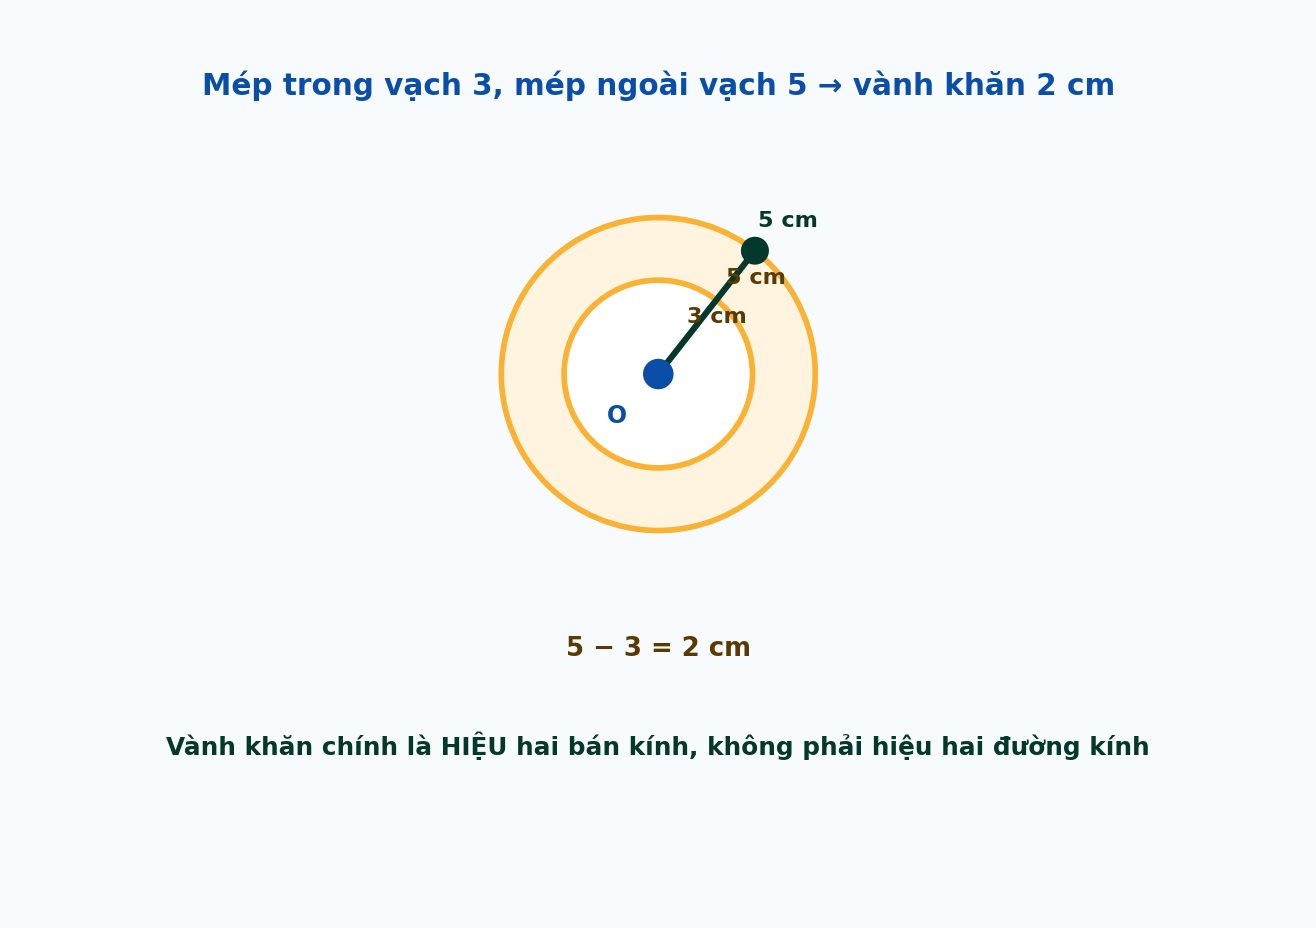 Mép trong vạch 3, mép ngoài vạch 5 → vành khăn 2 cm
5 cm
5 cm
3 cm
O
5 − 3 = 2 cm
Vành khăn chính là HIỆU hai bán kính, không phải hiệu hai đường kính